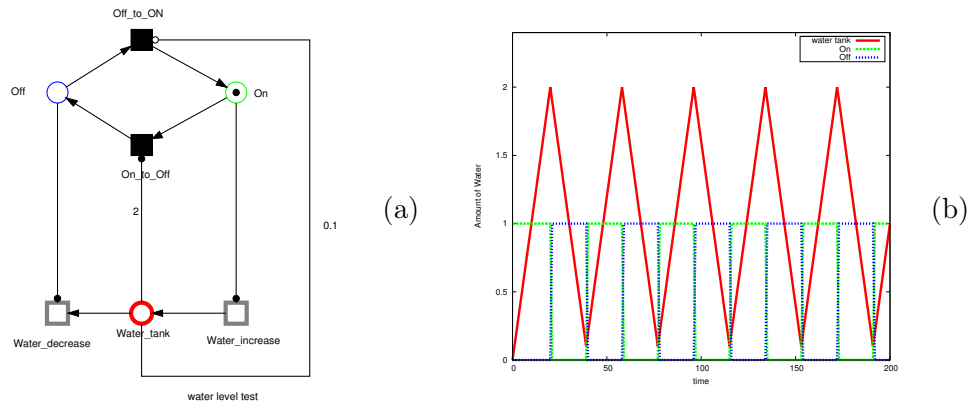 Off_to_ON
Off
On
On_to_Off
2
0.1
Water_decrease
Water_tank
Water_increase
water level test
(a)
water tank
On
Off
2
1.5
1
0.5
0
Amount of Water
0
50
100
150
200
time
(b)